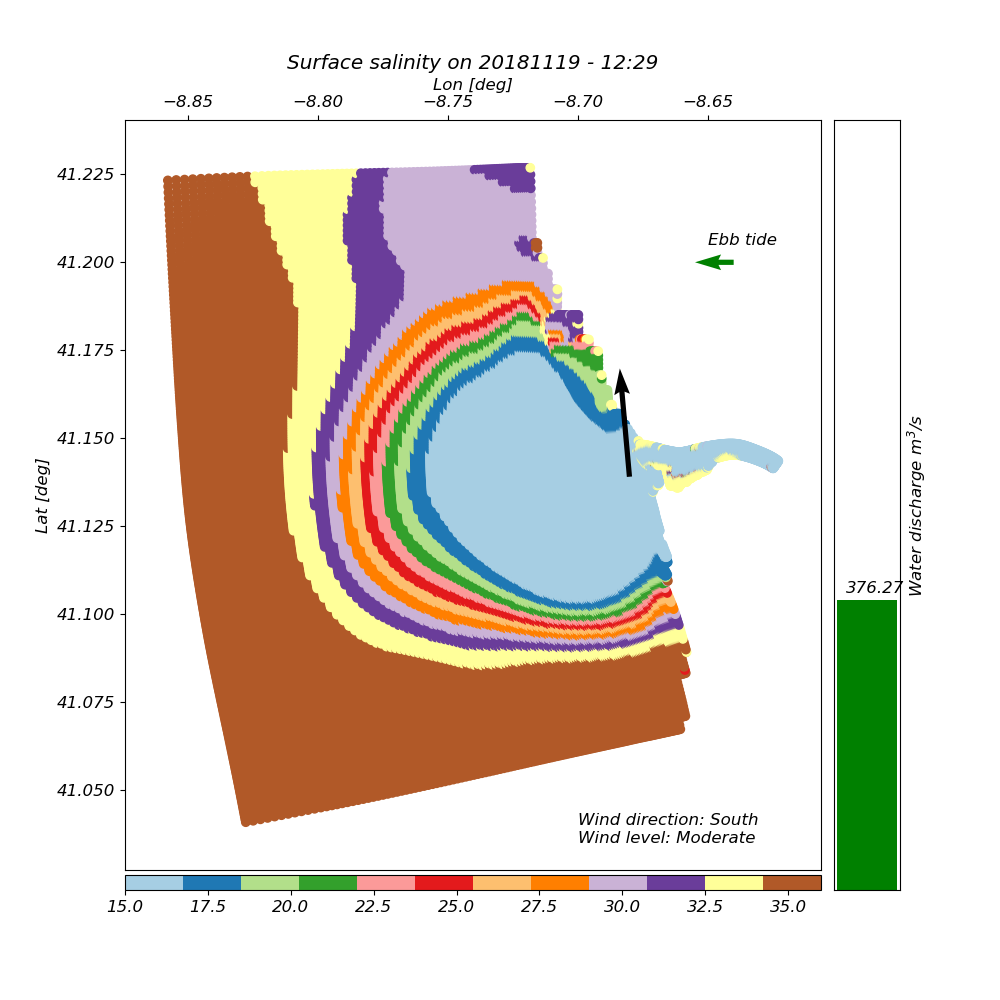 Surface salinity on 20181119 - 12:29
Lon [deg]
−8.85 −8.80 −8.75 −8.70 −8.65
41.225
41.200
41.175
41.150
41.125
41.100
41.075
41.050
Lat [deg]
Ebb tide
Wind direction: South
Wind level: Moderate
376.27
Water discharge m³/s
15.0 17.5 20.0 22.5 25.0 27.5 30.0 32.5 35.0